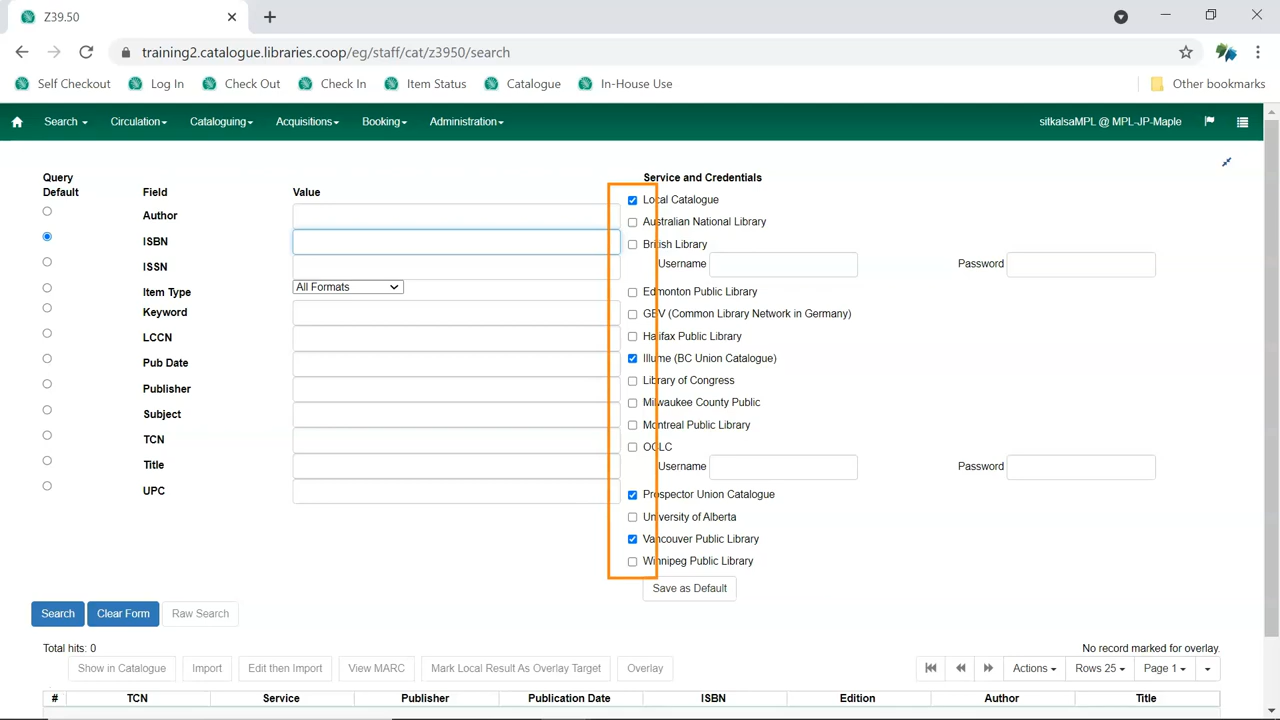 Z39.50
training2.catalogue.libraries.coop/eg/staff/cat/z3950/search
Self Checkout Log In Check Out Check In Item Status Catalogue In-House Use Other bookmarks
Search Circulation Cataloguing Acquisitions Booking Administration sitkalsaMPL @ MPL-JP-Maple
Query Default Field Value
Author
ISBN
ISSN
Item Type All Formats
Keyword
LCCN
Pub Date
Publisher
Subject
TCN
Title
UPC
Service and Credentials
Local Catalogue
Australian National Library
British Library
Username Password
Edmonton Public Library
GBV (Common Library Network in Germany)
Halifax Public Library
Illume (BC Union Catalogue)
Library of Congress
Milwaukee County Public
Montreal Public Library
OCLC
Username Password
Prospector Union Catalogue
University of Alberta
Vancouver Public Library
Winnipeg Public Library
Save as Default
Search Clear Form Raw Search
Total hits: 0 No record marked for overlay.
Show in Catalogue Import Edit then Import View MARC Mark Local Result As Overlay Target Overlay Actions Rows 25 Page 1
# TCN Service Publisher Publication Date ISBN Edition Author Title